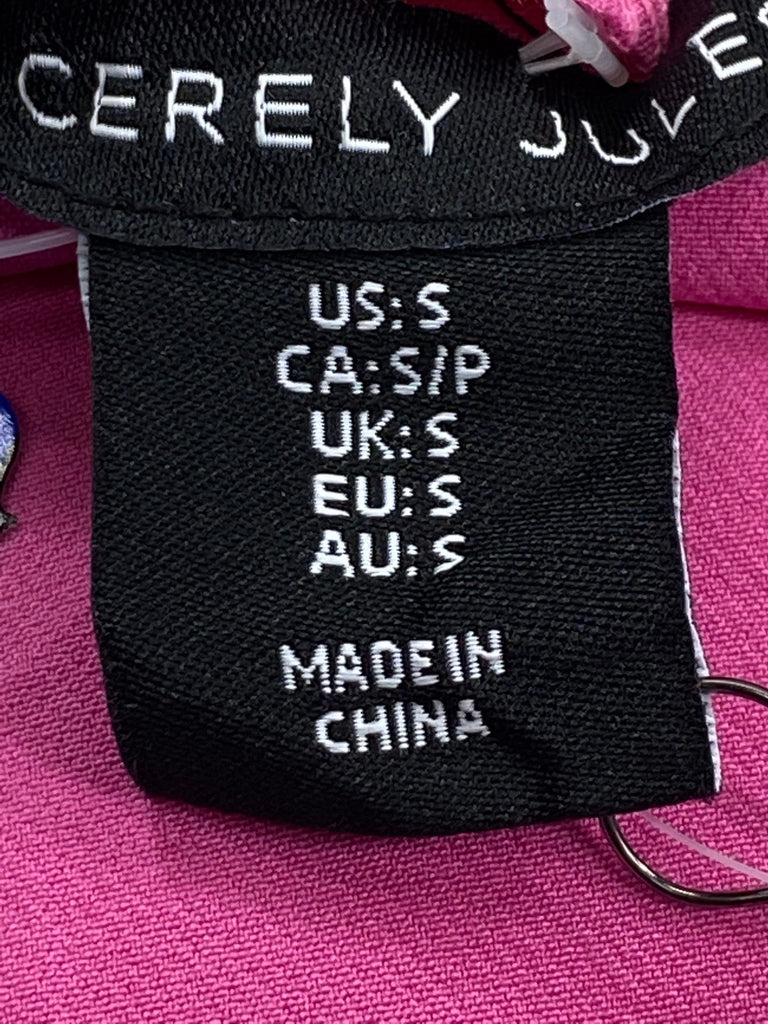 CERELY JUVE
US: S
CA: S/P
UK: S
EU: S
AU: S
MADE IN
CHINA